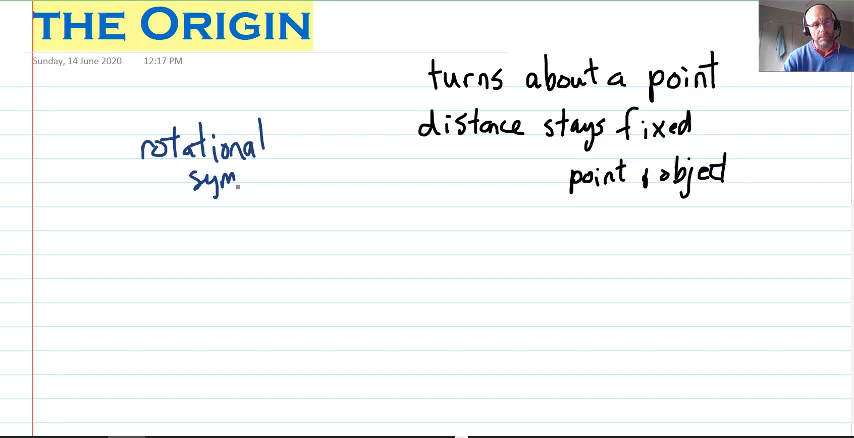 THE ORIGIN
Sunday, 14 June 2020 12:17 PM
turns about a point
distance stays fixed
point & object
rotational
sym